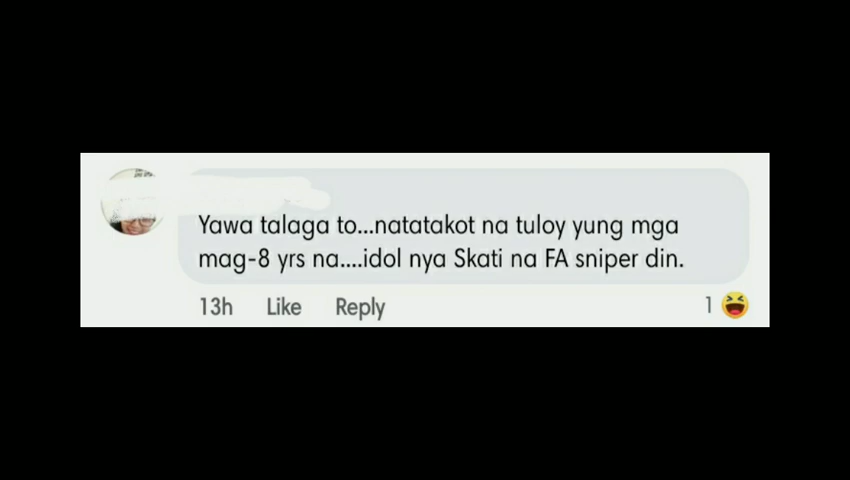 Yawa talaga to...natatakot na tuloy yung mga
mag-8 yrs na....idol nya Skati na FA sniper din.
13h Like Reply 1